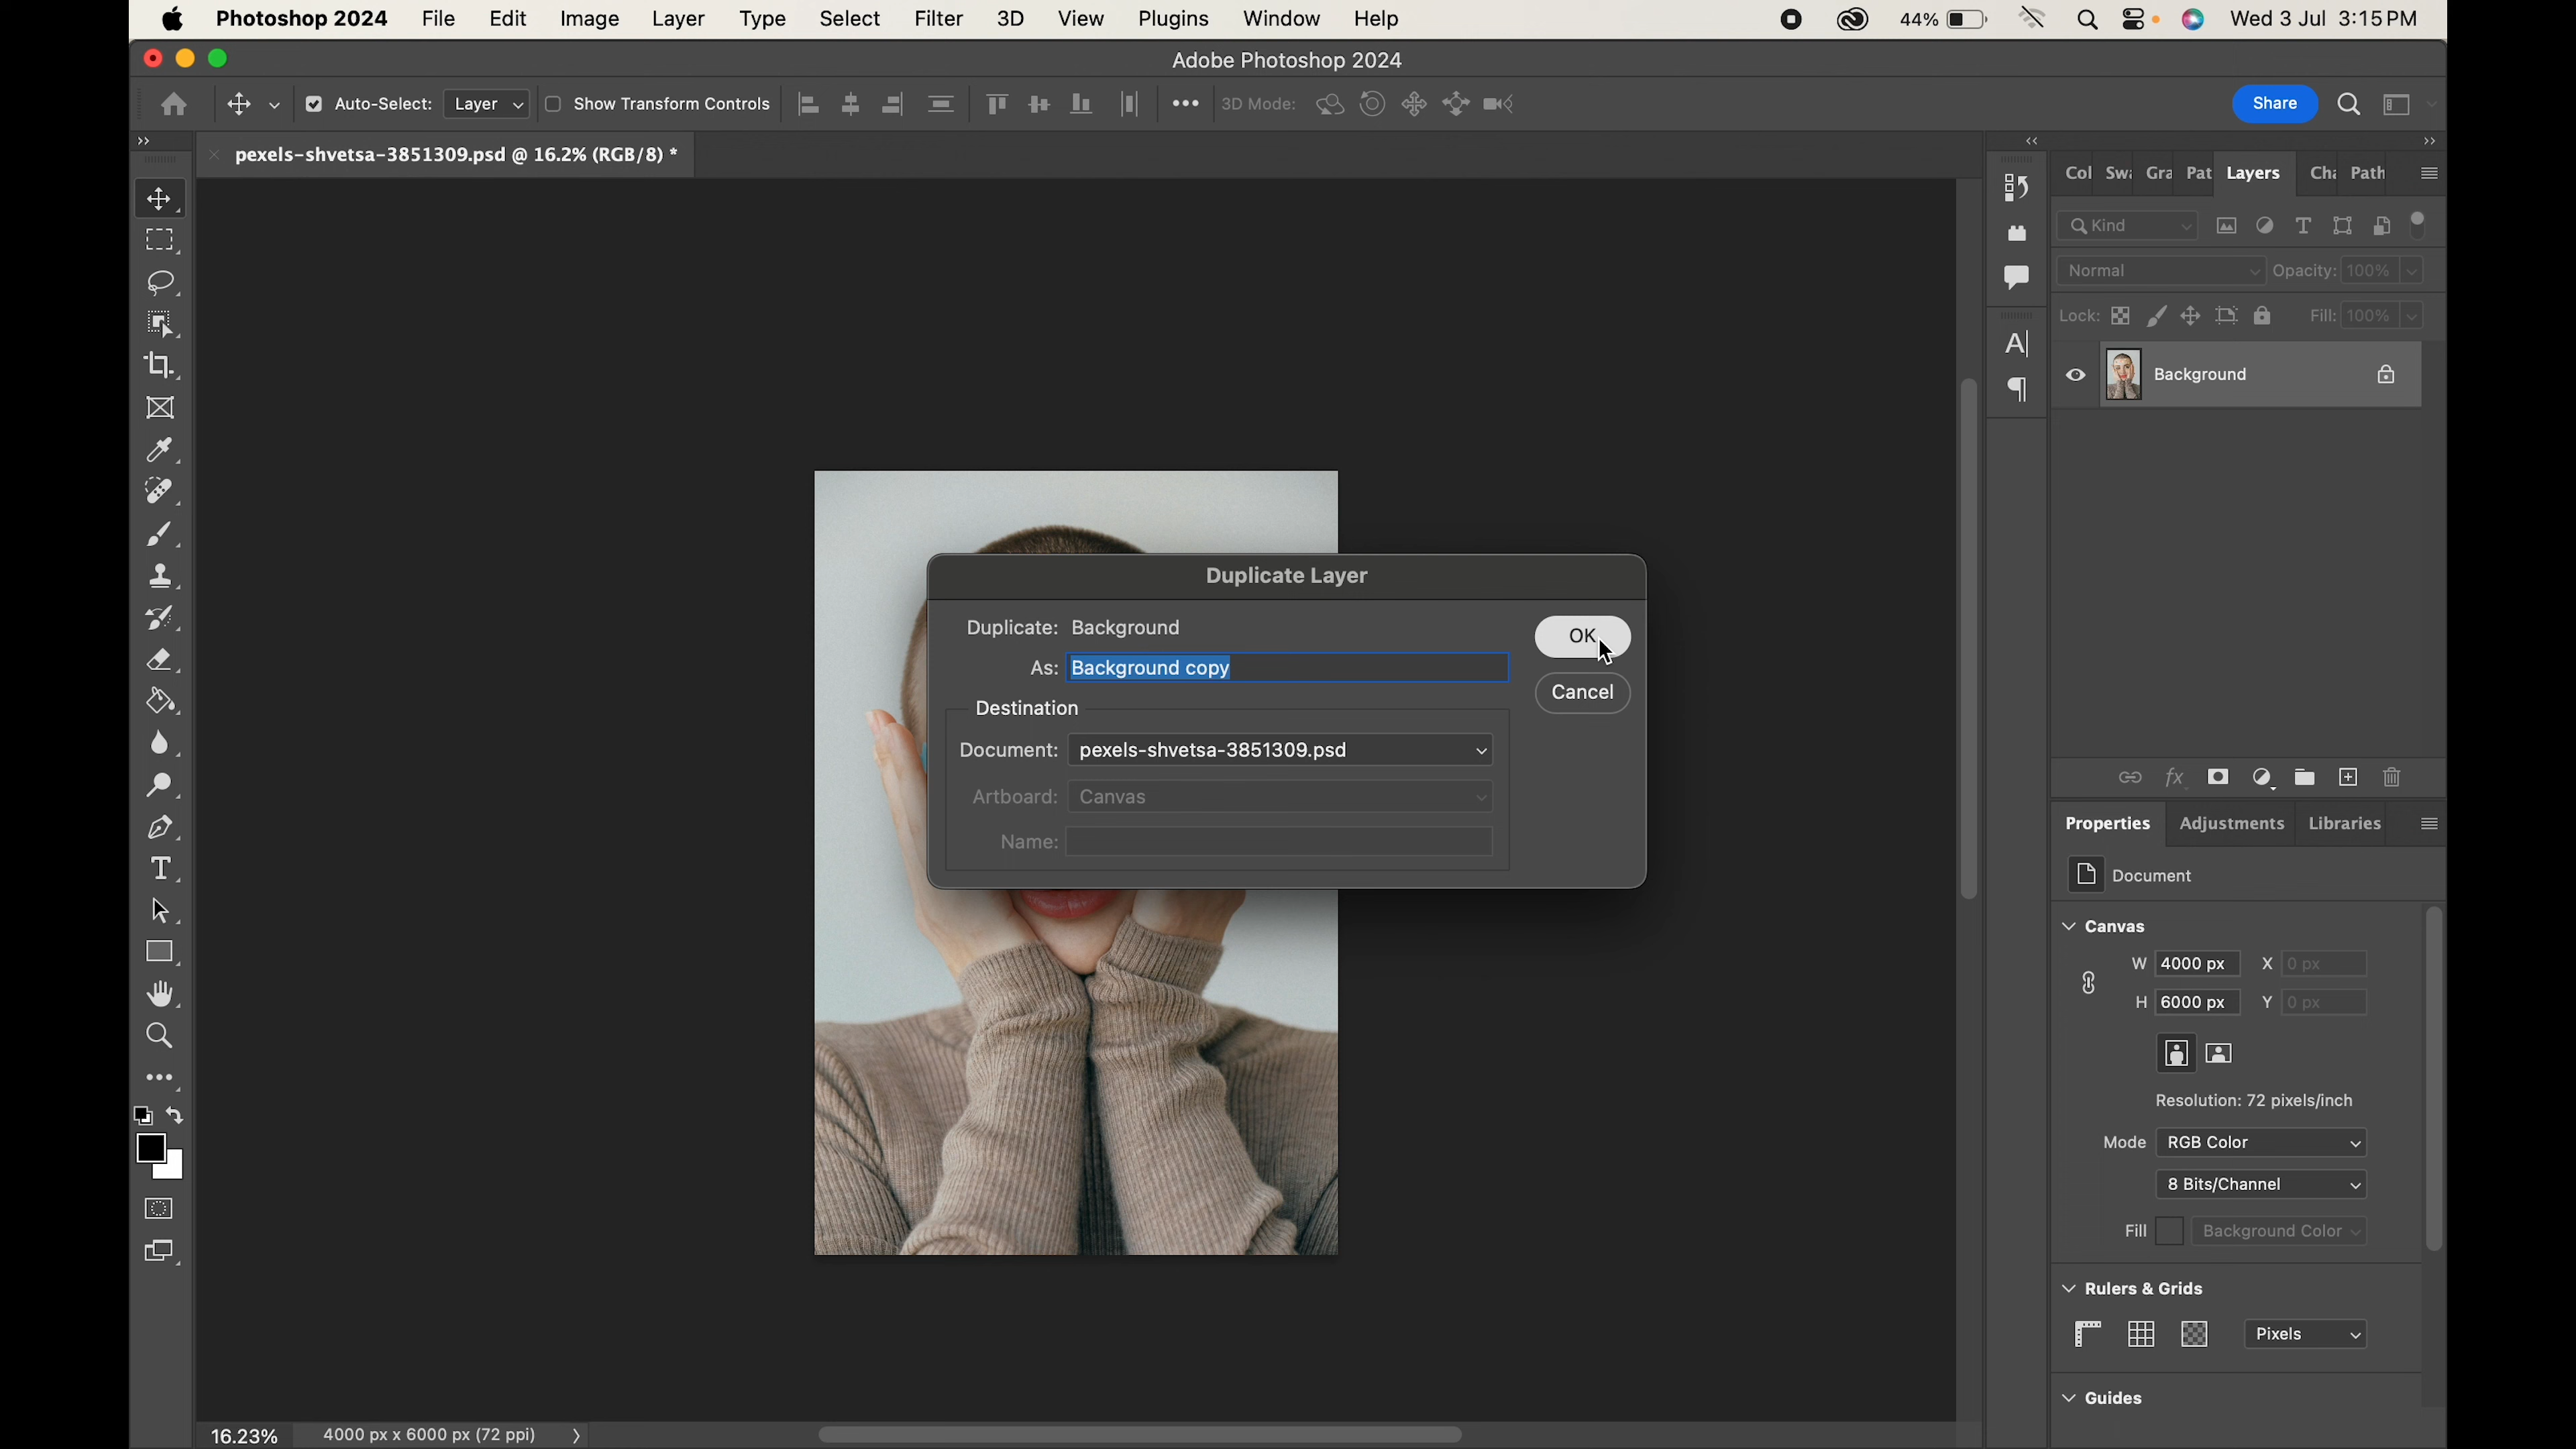 Photoshop 2024 File Edit Image Layer Type Select Filter 3D View Plugins Window Help 44% Wed 3 Jul 3:15 PM
Adobe Photoshop 2024
Auto-Select: Layer Show Transform Controls 3D Mode: Share
pexels-shvetsa-3851309.psd @ 16.2% (RGB/8) *
Col Swa Gra Pat Layers Cha Path
Kind
Normal Opacity: 100%
Lock: Fill: 100%
Background
Duplicate Layer
Duplicate: Background
OK
As: Background copy
Cancel
Destination
Document: pexels-shvetsa-3851309.psd
Artboard: Canvas
Name:
Properties Adjustments Libraries
Document
Canvas
W 4000 px X 0 px
H 6000 px Y 0 px
Resolution: 72 pixels/inch
Mode RGB Color
8 Bits/Channel
Fill Background Color
Rulers & Grids
Pixels
Guides
16.23% 4000 px x 6000 px (72 ppi)